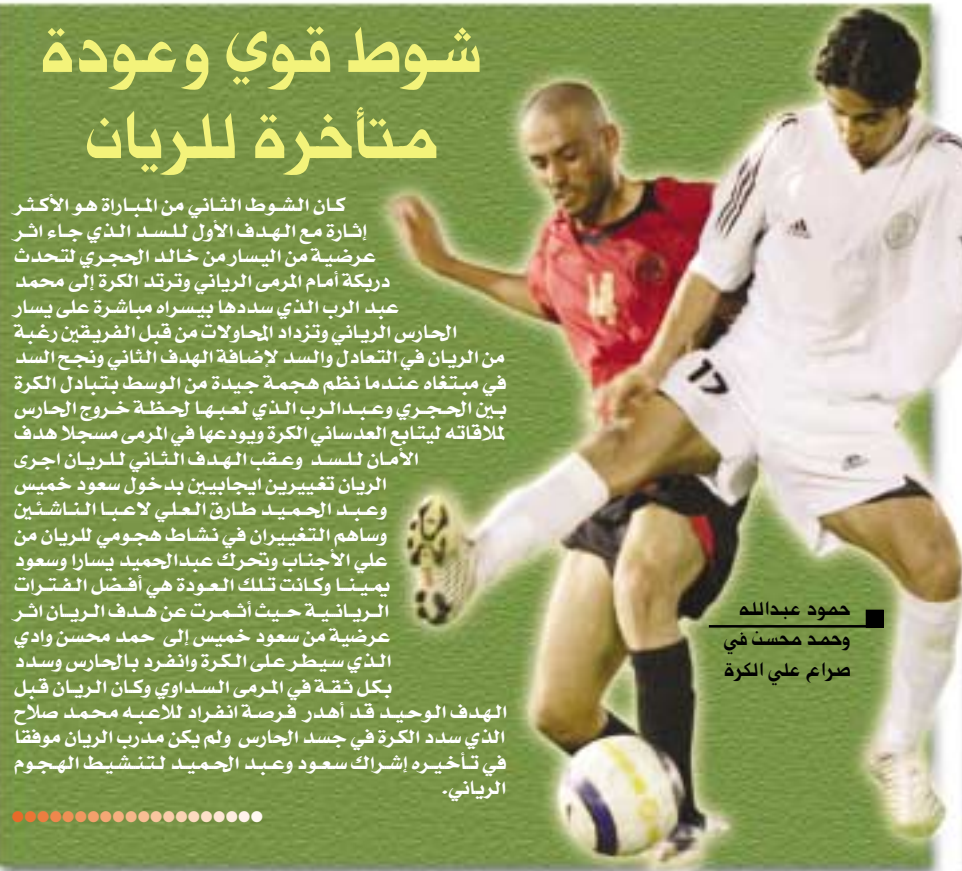 شوط قوي وعودة
متأخرة للريان
كان الشوط الثاني من المباراة هو الأكثر
إثارة مع الهدف الأول للسد الذي جاء اثر
عرضية من اليسار من خالد الحجري لتحدث
دربكة أمام المرمى الرياني وترتد الكرة إلى محمد
عبد الرب الذي سددها بيسراه مباشرة على يسار
الحارس الرياني وتزداد المحاولات من قبل الفريقين رغبة
من الريان في التعادل والسد لإضافة الهدف الثاني ونجح السد
في مبتغاه عندما نظم هجمة جيدة من الوسط بتبادل الكرة
بين الحجري وعبدالرب الذي لعبها لحظة خروج الحارس
لملاقاته ليتابع العدساني الكرة ويودعها في المرمى مسجلا هدف
الأمان للسد وعقب الهدف الثاني للريان اجرى
الريان تغييرين ايجابيين بدخول سعود خميس
وعبد الحميد طارق العلي لاعبا الناشئين
وساهم التغييران في نشاط هجومي للريان من
علي الأجناب وتحرك عبدالحميد يسارا وسعود
يمينا وكانت تلك العودة هي أفضل الفترات
الريانية حيث أثمرت عن هدف الريان اثر
عرضية من سعود خميس إلى حمد محسن وادي
الذي سيطر على الكرة وانفرد بالحارس وسدد
بكل ثقة في المرمى السداوي وكان الريان قبل
الهدف الوحيد قد أهدر فرصة انفراد للاعبه محمد صلاح
الذي سدد الكرة في جسد الحارس ولم يكن مدرب الريان موفقا
في تأخيره إشراك سعود وعبد الحميد لتنشيط الهجوم
الرياني.
حمود عبدالله
وحمد محسن في
صراع علي الكرة
14
17